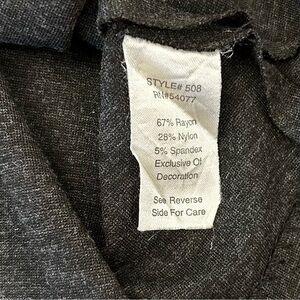 STYLE# 508
RN#54077
67% Rayon
28% Nylon
5% Spandex
Exclusive Of
Decoration
See Reverse
Side For Care